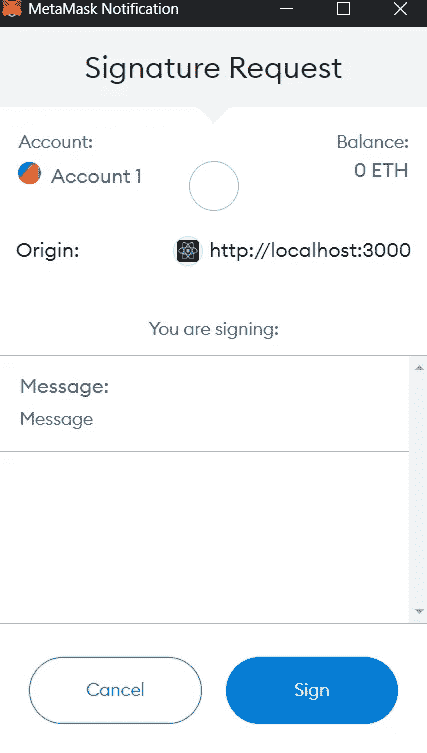 MetaMask Notification
Signature Request
Account: Balance:
Account 1 0 ETH
Origin: http://localhost:3000
You are signing:
Message:
Message
Cancel Sign